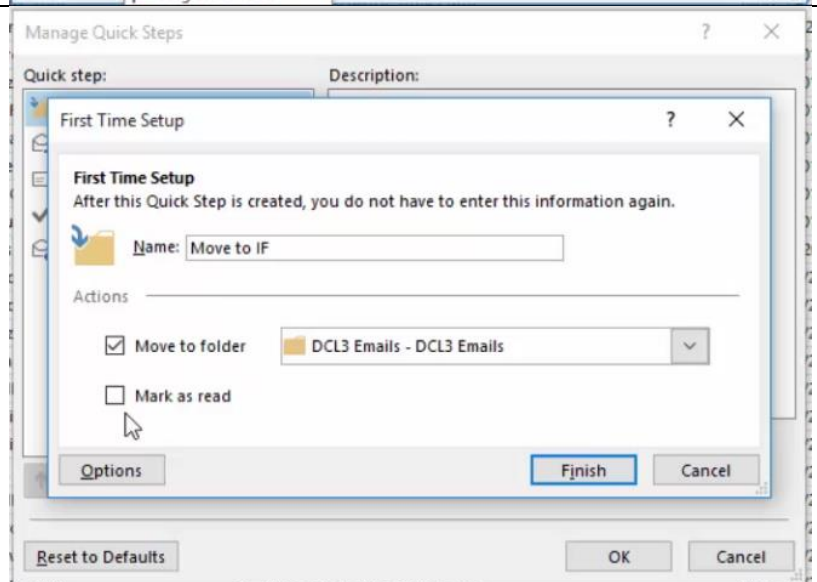 Manage Quick Steps
Quick step: Description:
First Time Setup
First Time Setup
After this Quick Step is created, you do not have to enter this information again.
Name: Move to IF
Actions
Move to folder DCL3 Emails - DCL3 Emails
Mark as read
Options Finish Cancel
Reset to Defaults OK Cancel